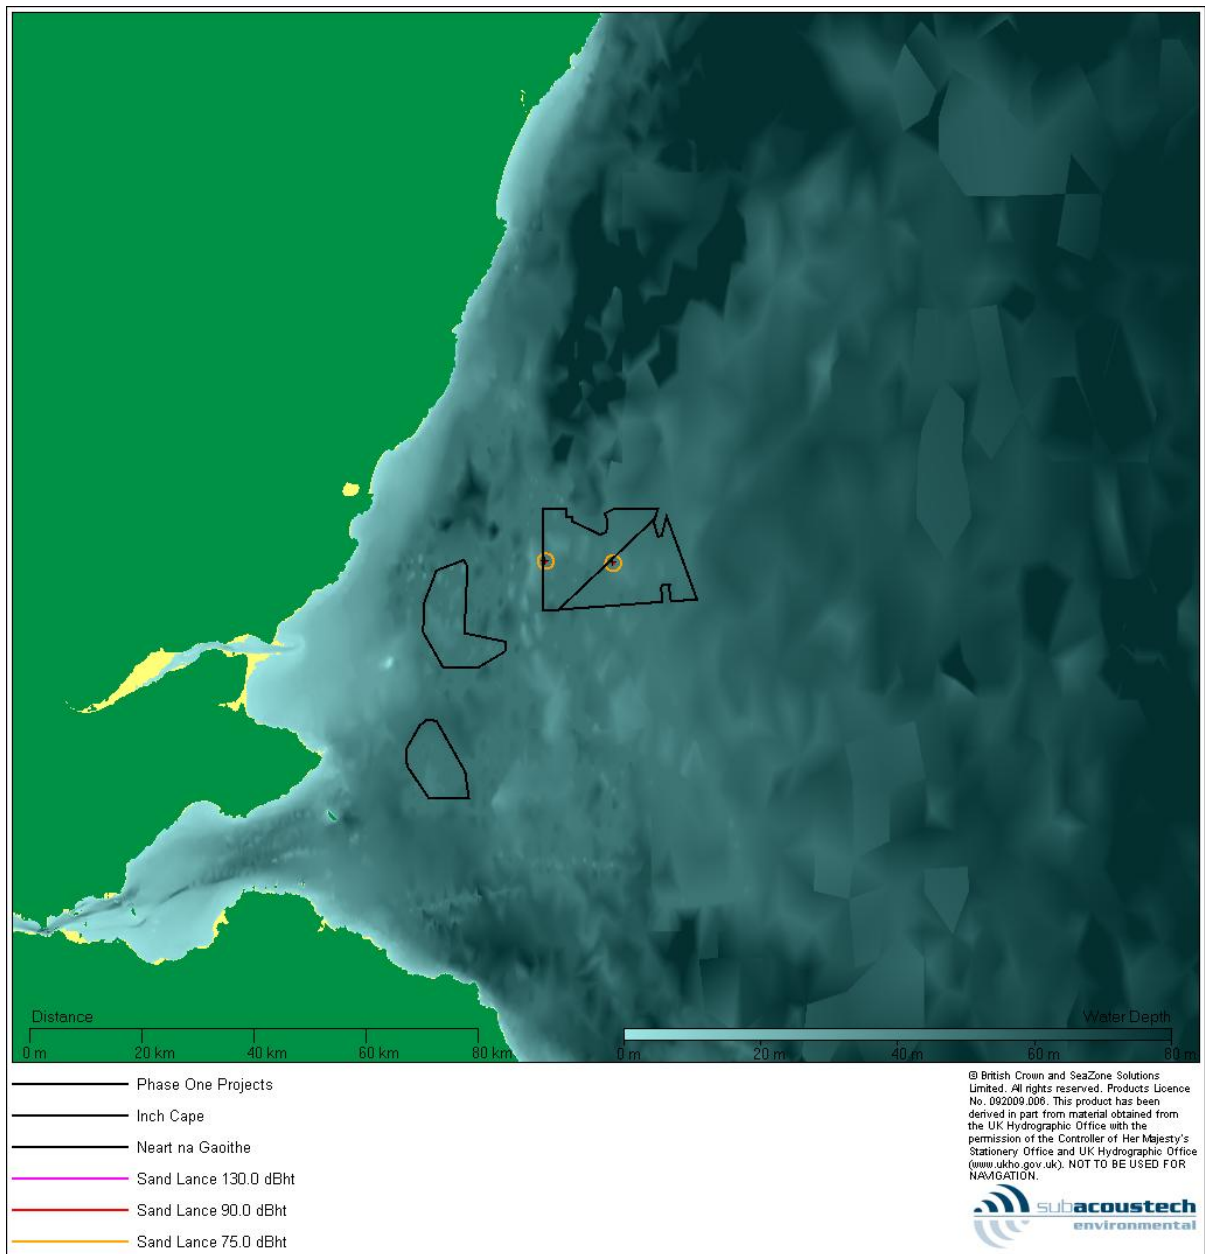 Distance
0 m 20 km 40 km 80 km
Water Depth
0 m 20 m 40 m 60 m 80 m
Phase One Projects
Inch Cape
Neart na Gaoithe
Sand Lance 130.0 dBht
Sand Lance 90.0 dBht
Sand Lance 75.0 dBht
© British Crown and SeaZone Solutions
Limited. All rights reserved. Products Licence
No. 092009.006. This product has been
derived in part from material obtained from
the UK Hydrographic Office with the
permission of the Controller of Her Majesty's
Stationery Office and UK Hydrographic Office
(www.ukho.gov.uk). NOT TO BE USED FOR
NAVIGATION.
subacoustech
environmental